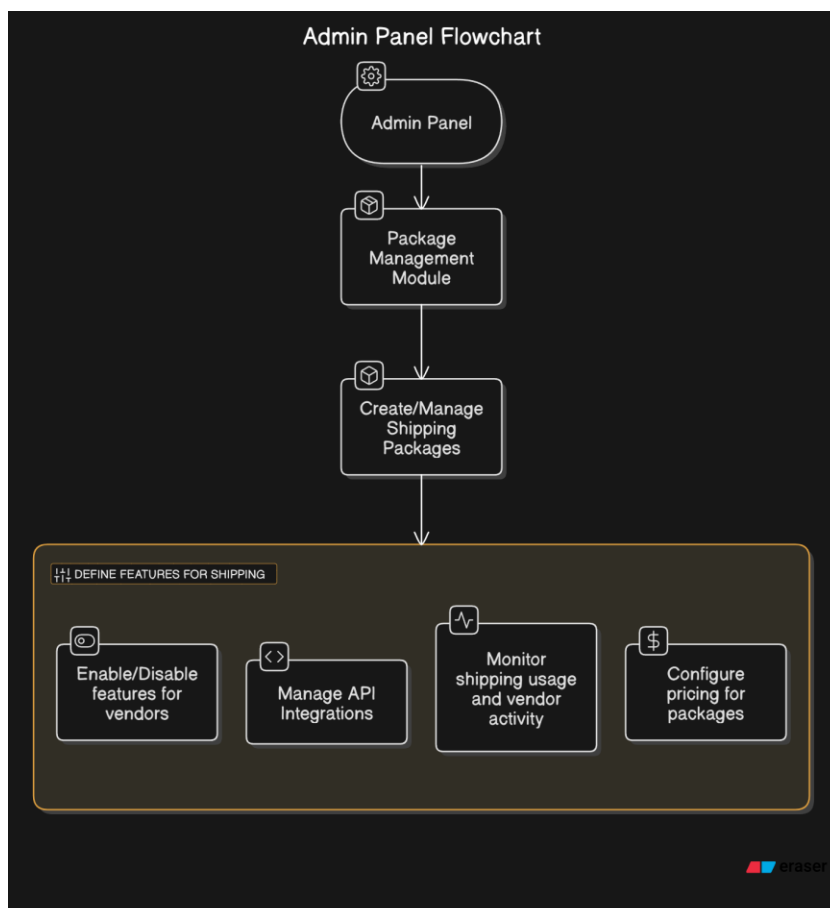 Admin Panel Flowchart
Admin Panel
Package
Management
Module
Create/Manage
Shipping
Packages
DEFINE FEATURES FOR SHIPPING
Enable/Disable
features for
vendors
Manage API
Integrations
Monitor
shipping usage
and vendor
activity
Configure
pricing for
packages
eraser